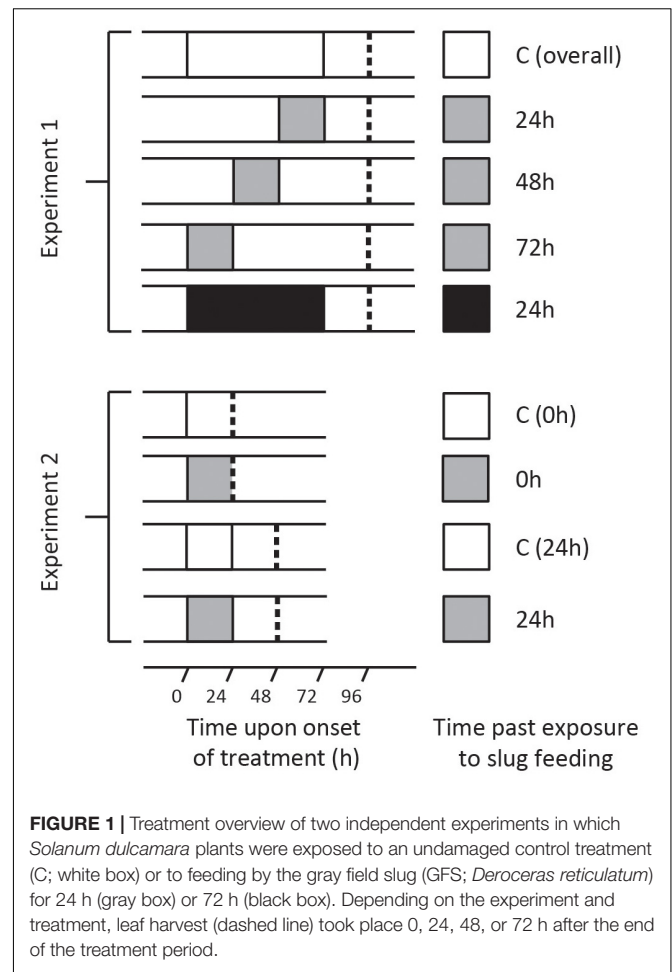 Experiment 1
C (overall)
24h
48h
72h
24h
Experiment 2
C (0h)
0h
C (24h)
24h
0 24 48 72 96
Time upon onset
of treatment (h)
Time past exposure
to slug feeding
FIGURE 1 | Treatment overview of two independent experiments in which
Solanum dulcamara plants were exposed to an undamaged control treatment
(C; white box) or to feeding by the gray field slug (GFS; Deroceras reticulatum)
for 24 h (gray box) or 72 h (black box). Depending on the experiment and
treatment, leaf harvest (dashed line) took place 0, 24, 48, or 72 h after the end
of the treatment period.